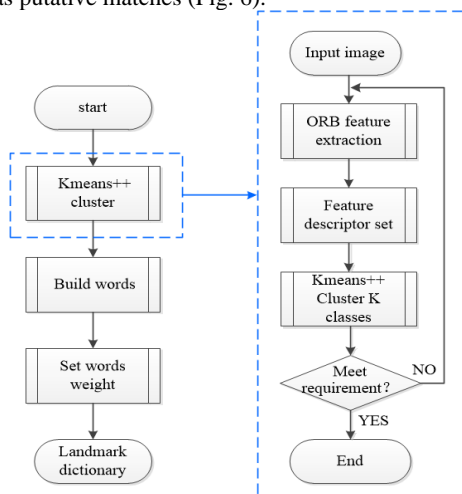 as putative matches (Fig. 6).
start
Kmeans++
cluster
Build words
Set words
weight
Landmark
dictionary
Input image
ORB feature
extraction
Feature
descriptor set
Kmeans++
Cluster K
classes
Meet
requirement?
NO
YES
End